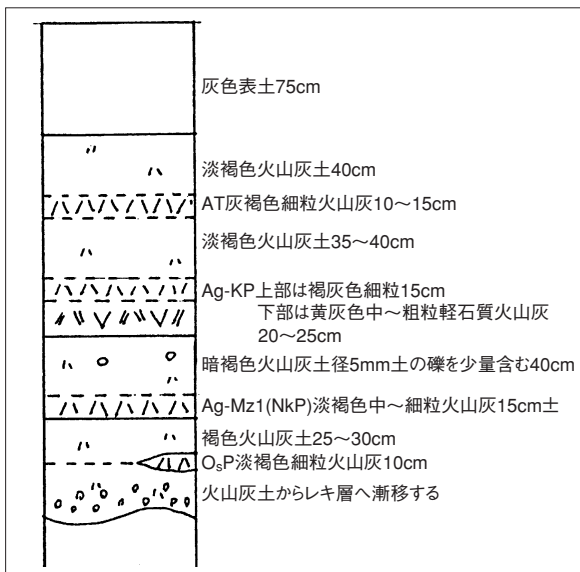 灰色表土75cm
淡褐色火山灰土40cm
AT灰褐色細粒火山灰10～15cm
淡褐色火山灰土35～40cm
Ag-KP上部は褐灰色細粒15cm
下部は黄灰色中～粗粒軽石質火山灰
20～25cm
暗褐色火山灰土径5mm土の礫を少量含む40cm
Ag-Mz1(NkP)淡褐色中～細粒火山灰15cm土
褐色火山灰土25～30cm
OsP淡褐色細粒火山灰10cm
火山灰土からレキ層へ漸移する